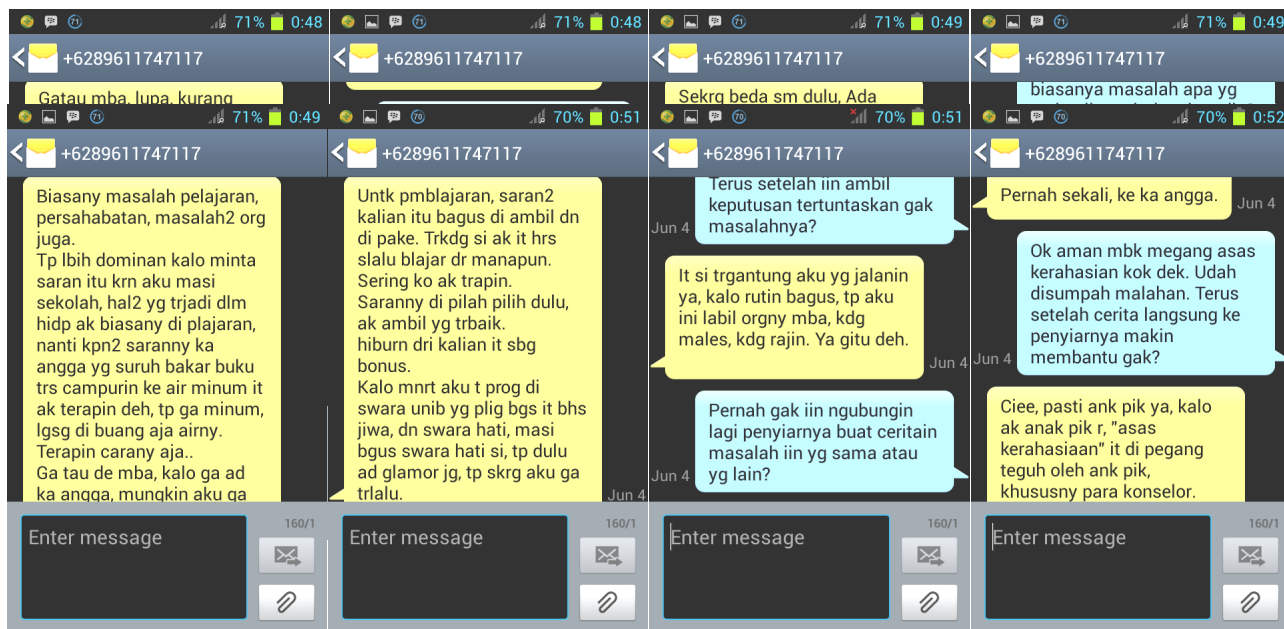 71% 0:48
+6289611747117
Gatau mba, lupa, kurang
71% 0:48
+6289611747117
71% 0:49
+6289611747117
Sekrg beda sm dulu, Ada
71% 0:49
+6289611747117
biasanya masalah apa yg
71% 0:49
+6289611747117
Biasany masalah pelajaran,
persahabatan, masalah2 org
juga.
Tp lbih dominan kalo minta
saran itu krn aku masi
sekolah, hal2 yg trjadi dlm
hidp ak biasany di plajaran,
nanti kpn2 saranny ka
angga yg suruh bakar buku
trs campurin ke air minum it
ak terapin deh, tp ga minum,
lgsg di buang aja airny.
Terapin carany aja..
Ga tau de mba, kalo ga ad
ka angga, mungkin aku ga
160/1
Enter message
70% 0:51
+6289611747117
Untk pmblajaran, saran2
kalian itu bagus di ambil dn
di pake. Trkdg si ak it hrs
slalu blajar dr manapun.
Sering ko ak trapin.
Saranny di pilah pilih dulu,
ak ambil yg trbaik.
hiburn dri kalian it sbg
bonus.
Kalo mnrt aku t prog di
swara unib yg plig bgs it bhs
jiwa, dn swara hati, masi
bgus swara hati si, tp dulu
ad glamor jg, tp skrg aku ga
trlalu.
Jun 4
160/1
Enter message
70% 0:51
+6289611747117
Terus setelah iin ambil
keputusan tertuntaskan gak
masalahnya?
Jun 4
It si trgantung aku yg jalanin
ya, kalo rutin bagus, tp aku
ini labil orgny mba, kdg
males, kdg rajin. Ya gitu deh.
Jun 4
Pernah gak iin ngubungin
lagi penyiarnya buat ceritain
masalah iin yg sama atau
yg lain?
Jun 4
160/1
Enter message
70% 0:52
+6289611747117
Pernah sekali, ke ka angga.
Jun 4
Ok aman mbk megang asas
kerahasian kok dek. Udah
disumpah malahan. Terus
setelah cerita langsung ke
penyiarnya makin
membantu gak?
Jun 4
Ciee, pasti ank pik ya, kalo
ak anak pik r, "asas
kerahasiaan" it di pegang
teguh oleh ank pik,
khususny para konselor.
160/1
Enter message